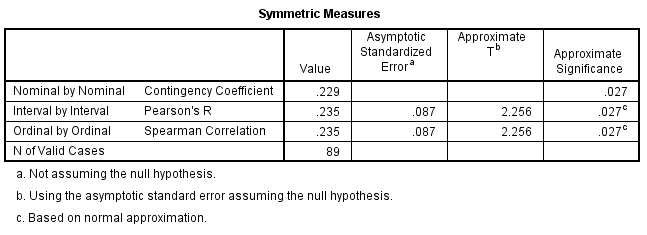 Symmetric Measures
Value Asymptotic Standardized Error a Approximate T b Approximate Significance
Nominal by Nominal Contingency Coefficient .229 .027
Interval by Interval Pearson's R .235 .087 2.256 .027 c
Ordinal by Ordinal Spearman Correlation .235 .087 2.256 .027 c
N of Valid Cases 89
a. Not assuming the null hypothesis.
b. Using the asymptotic standard error assuming the null hypothesis.
c. Based on normal approximation.